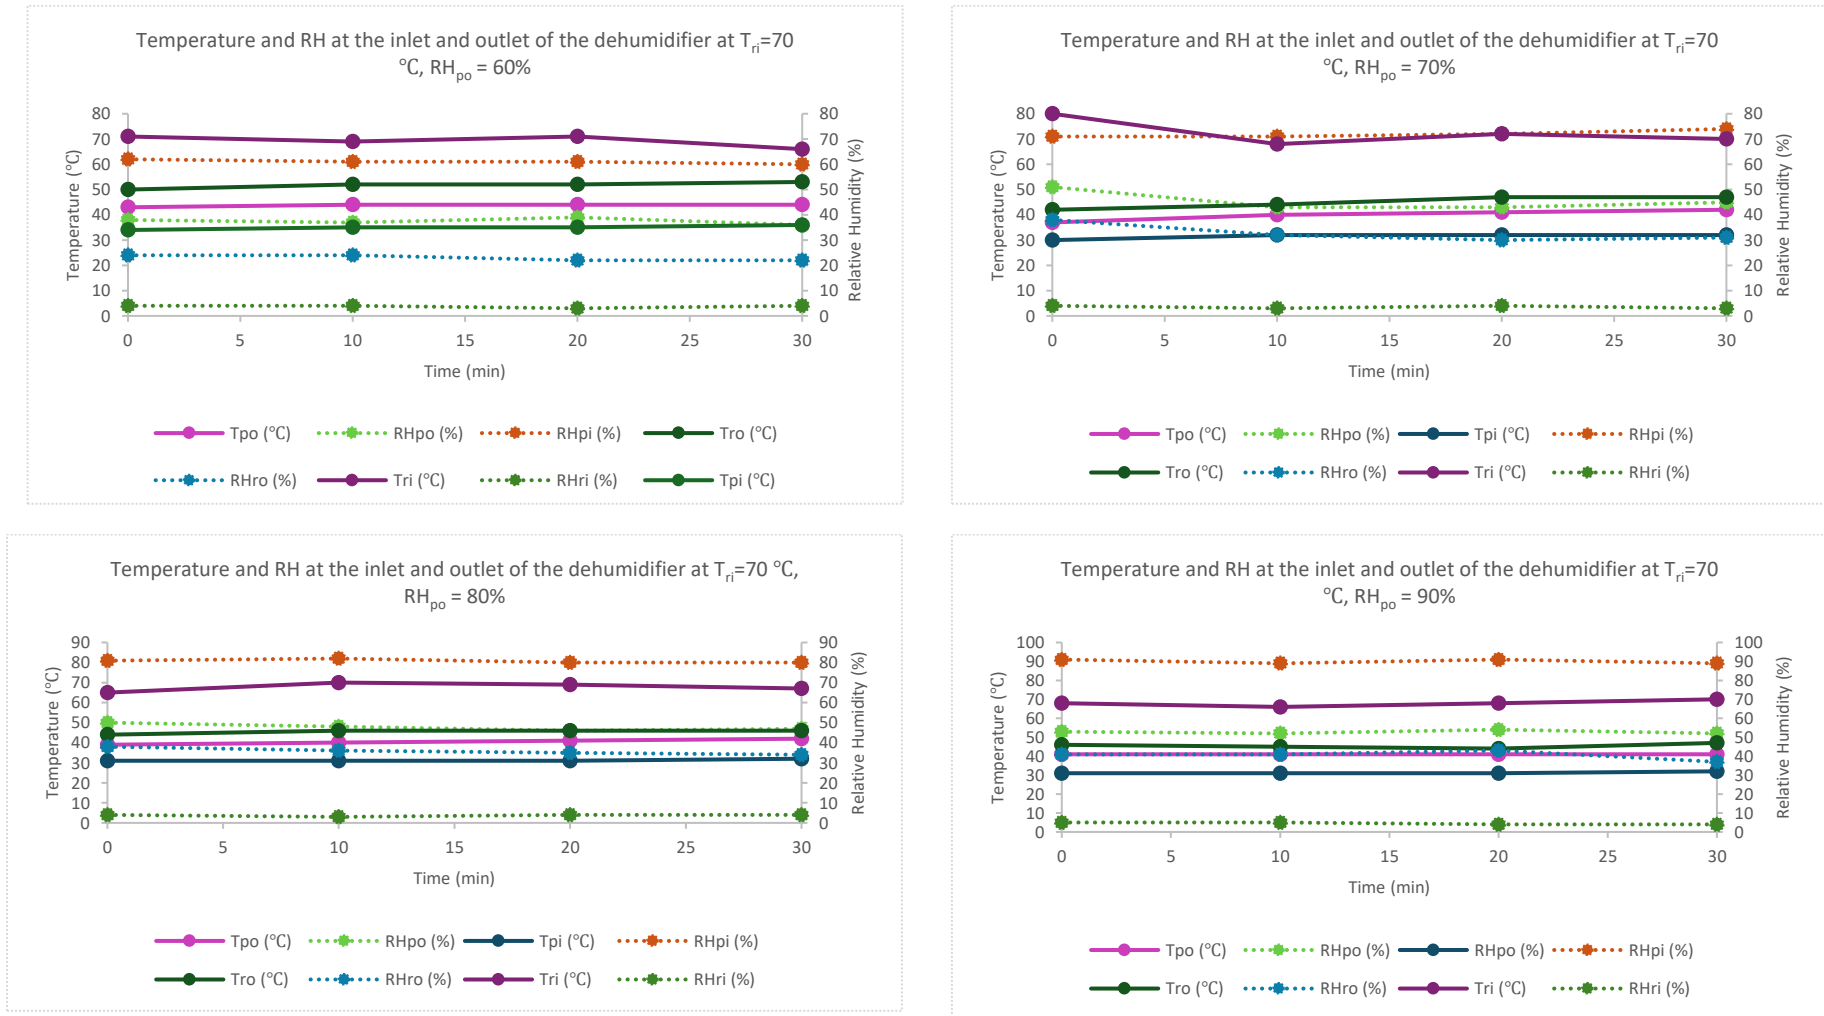 Temperature and RH at the inlet and outlet of the dehumidifier at Tri=70
°C, RHpo = 60%
80
70
60
50
40
30
20
10
0
80
70
60
50
40
30
20
10
0
Temperature (°C)
Relative Humidity (%)
0 5 10 15 20 25 30
Time (min)
Tpo (°C) RHpo (%) RHpi (%) Tro (°C)
RHro (%) Tri (°C) RHri (%) Tpi (°C)
Temperature and RH at the inlet and outlet of the dehumidifier at Tri=70
°C, RHpo = 70%
80
70
60
50
40
30
20
10
0
80
70
60
50
40
30
20
10
0
Temperature (°C)
Relative Humidity (%)
0 5 10 15 20 25 30
Time (min)
Tpo (°C) RHpo (%) Tpi (°C) RHpi (%)
Tro (°C) RHro (%) Tri (°C) RHri (%)
Temperature and RH at the inlet and outlet of the dehumidifier at Tri=70 °C,
RHpo = 80%
90
80
70
60
50
40
30
20
10
0
90
80
70
60
50
40
30
20
10
0
Temperature (°C)
Relative Humidity (%)
0 5 10 15 20 25 30
Time (min)
Tpo (°C) RHpo (%) Tpi (°C) RHpi (%)
Tro (°C) RHro (%) Tri (°C) RHri (%)
Temperature and RH at the inlet and outlet of the dehumidifier at Tri=70
°C, RHpo = 90%
100
90
80
70
60
50
40
30
20
10
0
100
90
80
70
60
50
40
30
20
10
0
Temperature (°C)
Relative Humidity (%)
0 5 10 15 20 25 30
Time (min)
Tpo (°C) RHpo (%) RHpo (%) RHpi (%)
Tro (°C) RHro (%) Tri (°C) RHri (%)